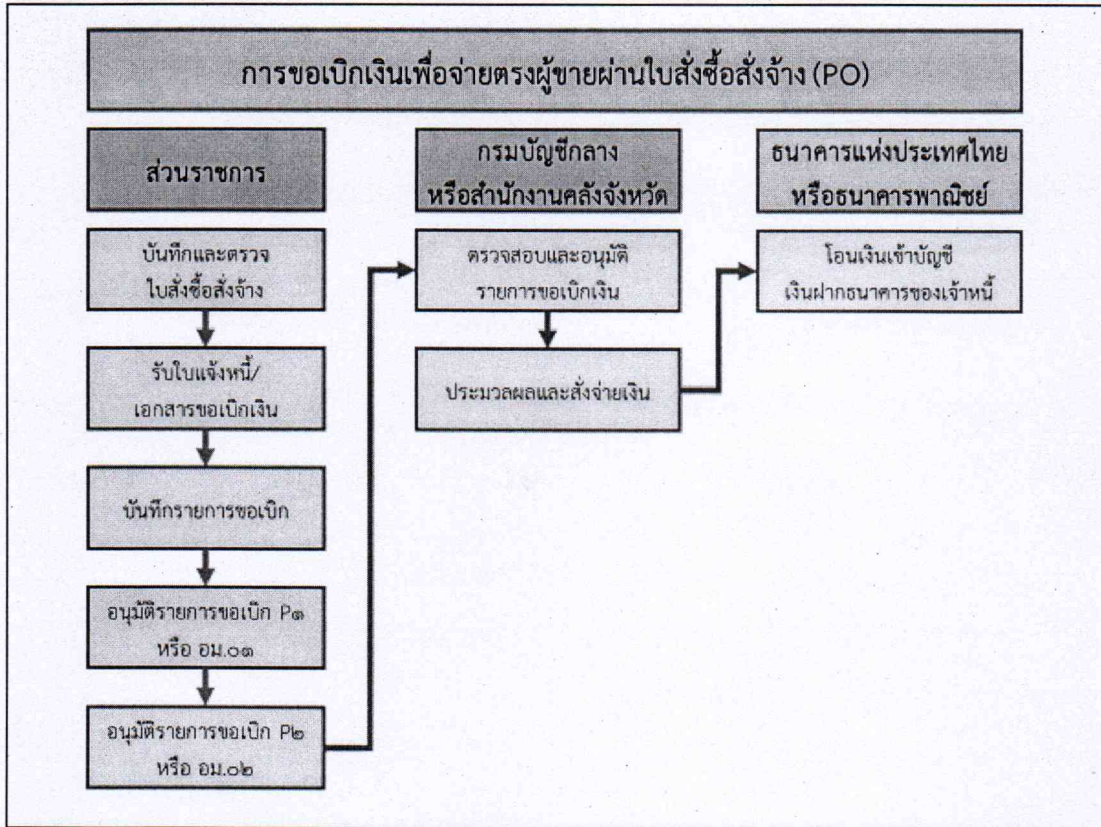 การขอเบิกเงินเพื่อจ่ายตรงผู้ขายผ่านใบสั่งซื้อสั่งจ้าง (PO)
ส่วนราชการ
บันทึกและตรวจ
ใบสั่งซื้อสั่งจ้าง
รับใบแจ้งหนี้/
เอกสารขอเบิกเงิน
บันทึกรายการขอเบิก
อนุมัติรายการขอเบิก P๑
หรือ อม.๐๑
อนุมัติรายการขอเบิก P๒
หรือ อม.๐๒
กรมบัญชีกลาง
หรือสำนักงานคลังจังหวัด
ตรวจสอบและอนุมัติ
รายการขอเบิกเงิน
ประมวลผลและสั่งจ่ายเงิน
ธนาคารแห่งประเทศไทย
หรือธนาคารพาณิชย์
โอนเงินเข้าบัญชี
เงินฝากธนาคารของเจ้าหนี้